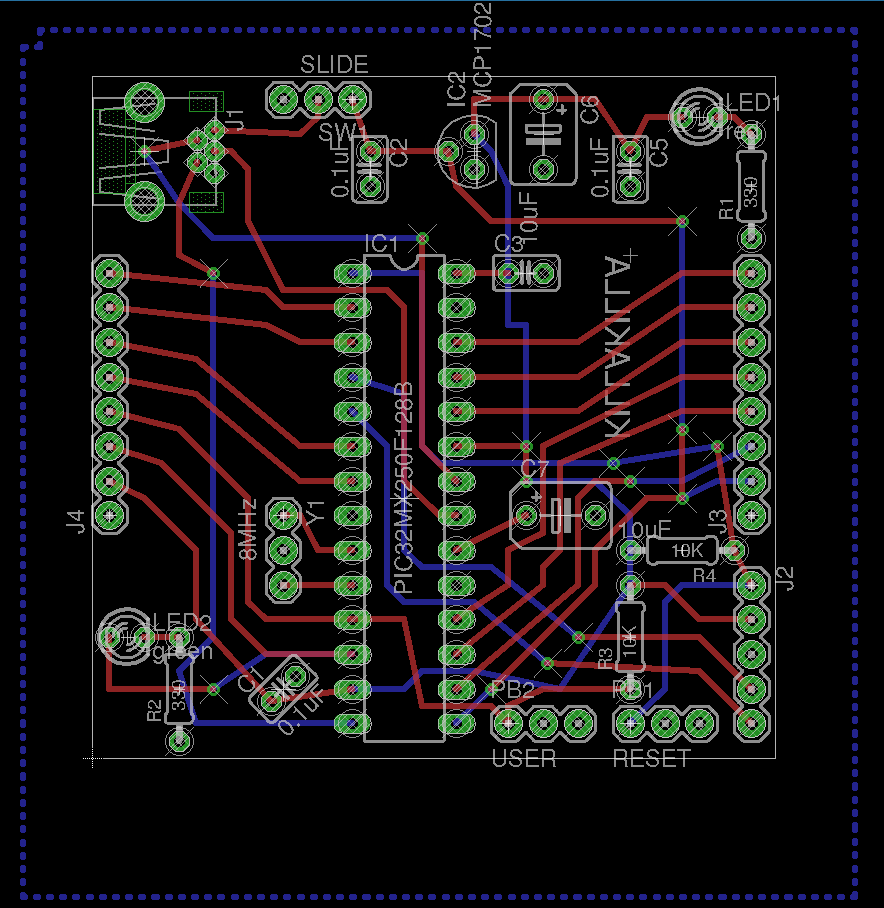 SLIDE
IC2
MCP1702
C6
LED1
red
J1
SW1
0.1uF
C2
0.1uF
C5
R1
330
10uF
IC1
C3
KILLAKILLA
PIC32MX250F128B
C7
10uF
J4
8MHz
Y1
J3
10K
R4
J2
LED2
green
R3
10K
R2
330
0.1uF
PB2
PB1
USER
RESET